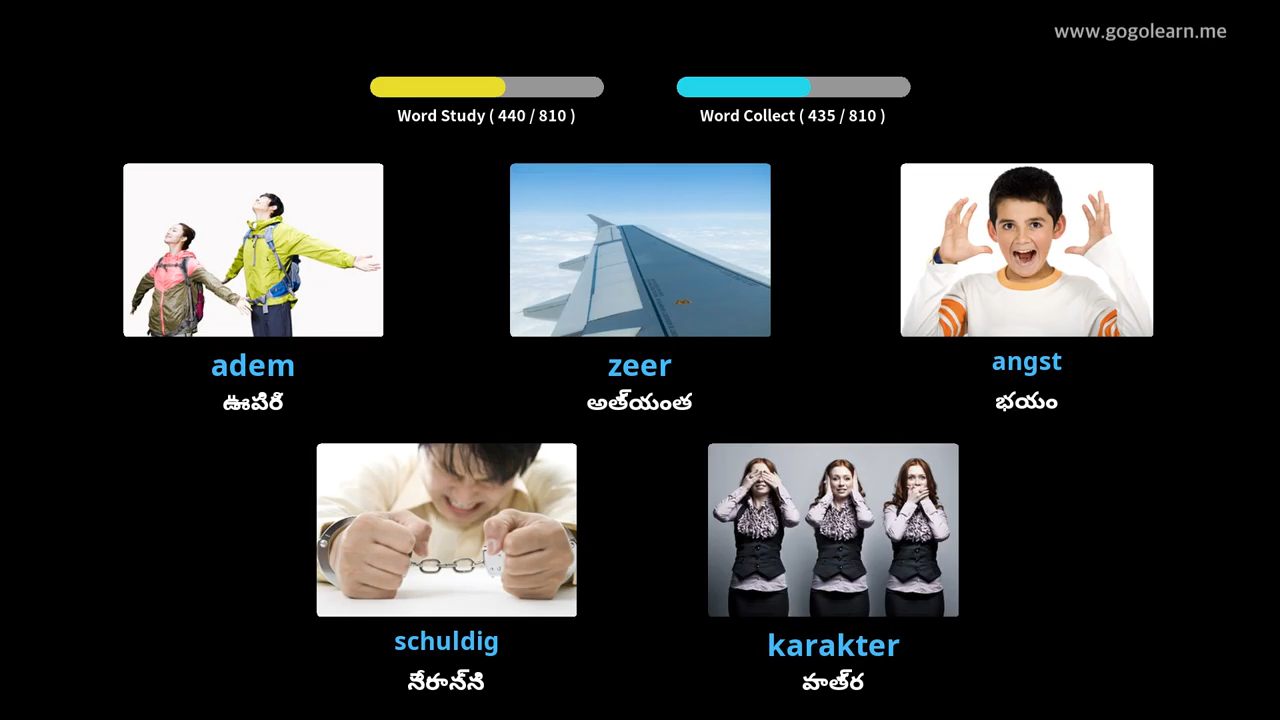 www.gogolearn.me
Word Study ( 440 / 810 )
Word Collect ( 435 / 810 )
adem
ఊపిరి
zeer
అత్యంత
angst
భయం
schuldig
నేరాన్ని
karakter
పాత్ర